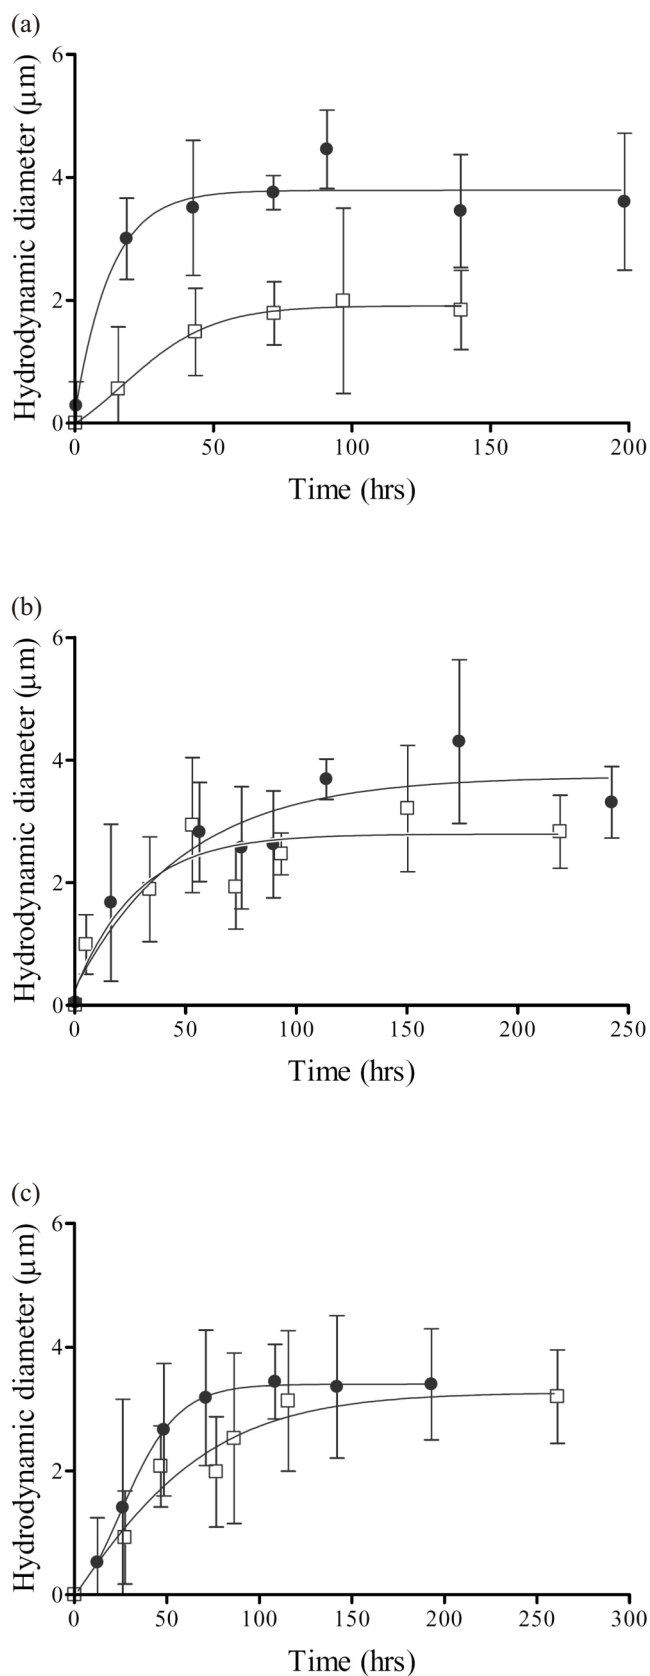 (a)
6
4
2
0
Hydrodynamic diameter (μm)
0 50 100 150 200
Time (hrs)
(b)
6
4
2
0
Hydrodynamic diameter (μm)
0 50 100 150 200 250
Time (hrs)
(c)
6
4
2
0
Hydrodynamic diameter (μm)
0 50 100 150 200 250 300
Time (hrs)